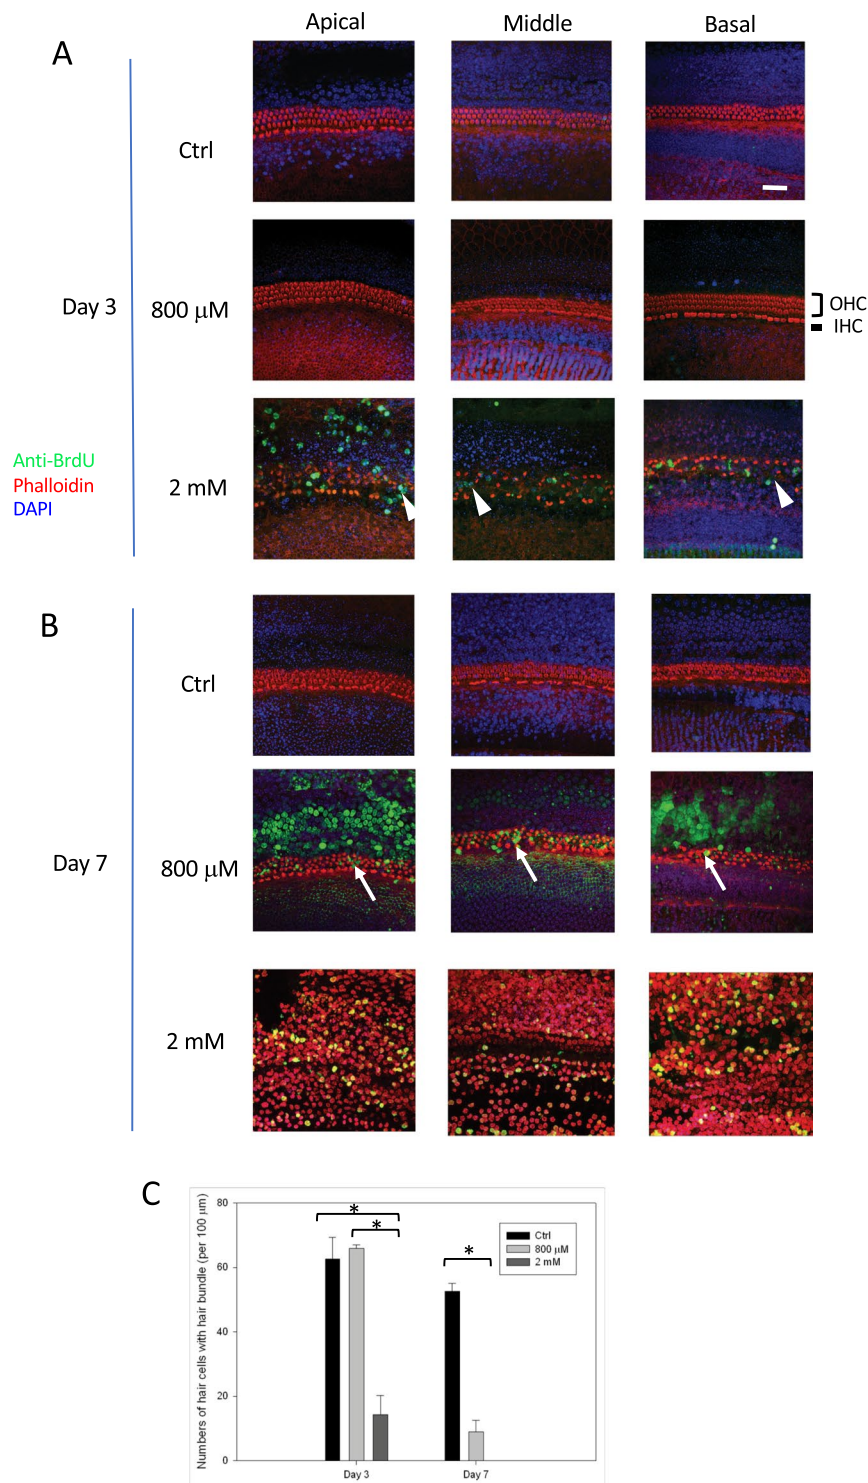 Apical Middle Basal
A
Ctrl
Day 3
800 μM
OHC
IHC
Anti-BrdU
Phalloidin
DAPI
2 mM
B
Ctrl
Day 7
800 μM
2 mM
C
Numbers of hair cells with hair bundle (per 100 μm)
80
60
40
20
0
* * *
Ctrl
800 μM
2 mM
Day 3 Day 7